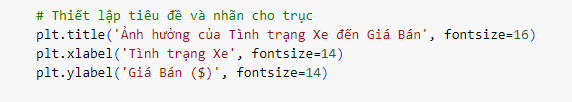 # Thiết lập tiêu đề và nhãn cho trục
plt.title('Ảnh hưởng của Tình trạng Xe đến Giá Bán', fontsize=16)
plt.xlabel('Tình trạng Xe', fontsize=14)
plt.ylabel('Giá Bán ($)', fontsize=14)